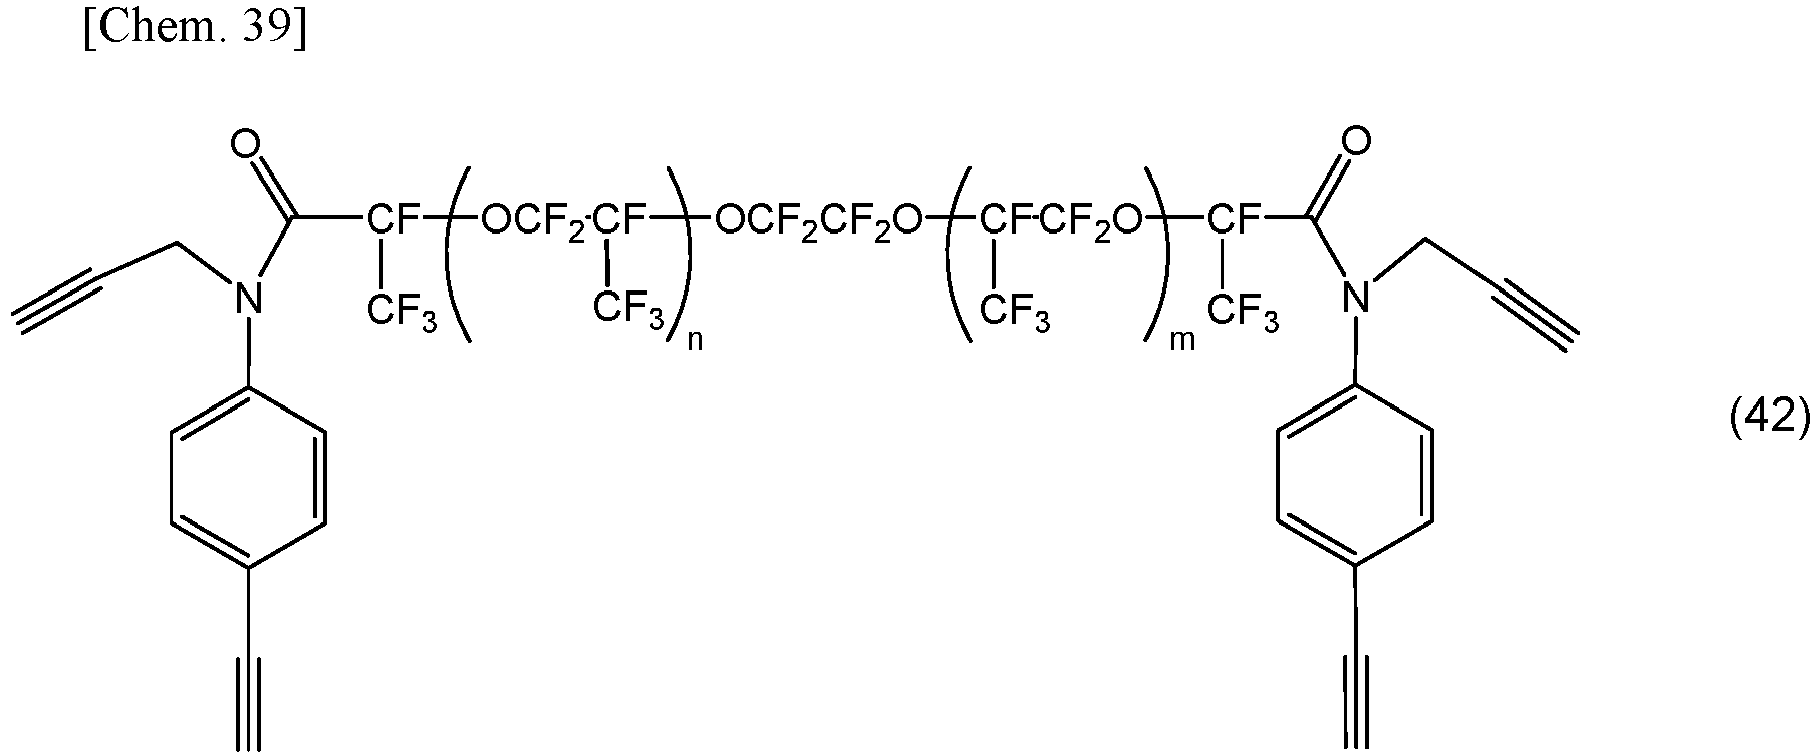 [Chem. 39]
O O
CF OCF2 CF OCF2CF2O CF CF2O CF
N CF3 CF3 CF3 CF3 N
n m
(42)